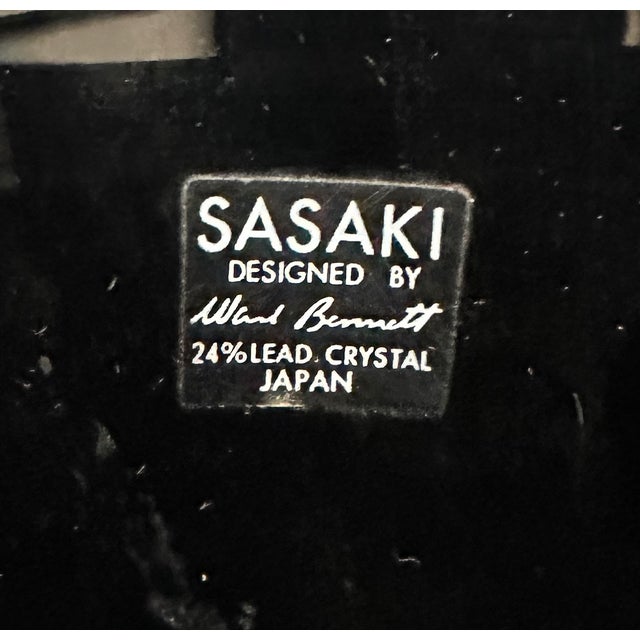 SASAKI
DESIGNED BY
Ward Bennett
24% LEAD CRYSTAL
JAPAN